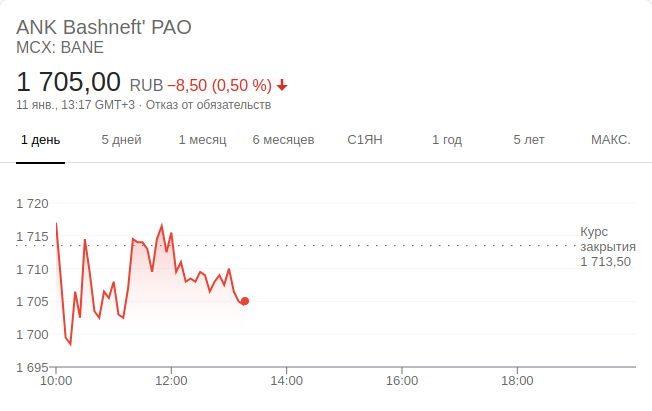 ANK Bashneft' PAO
MCX: BANE
1 705,00 RUB −8,50 (0,50 %)
11 янв., 13:17 GMT+3 · Отказ от обязательств
1 день 5 дней 1 месяц 6 месяцев С1ЯН 1 год 5 лет МАКС.
1 720
1 715
1 710
1 705
1 700
1 695
Курс
закрытия
1 713,50
10:00 12:00 14:00 16:00 18:00